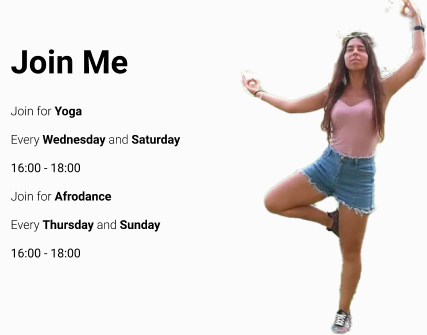 Join Me
Join for Yoga
Every Wednesday and Saturday
16:00 - 18:00
Join for Afrodance
Every Thursday and Sunday
16:00 - 18:00